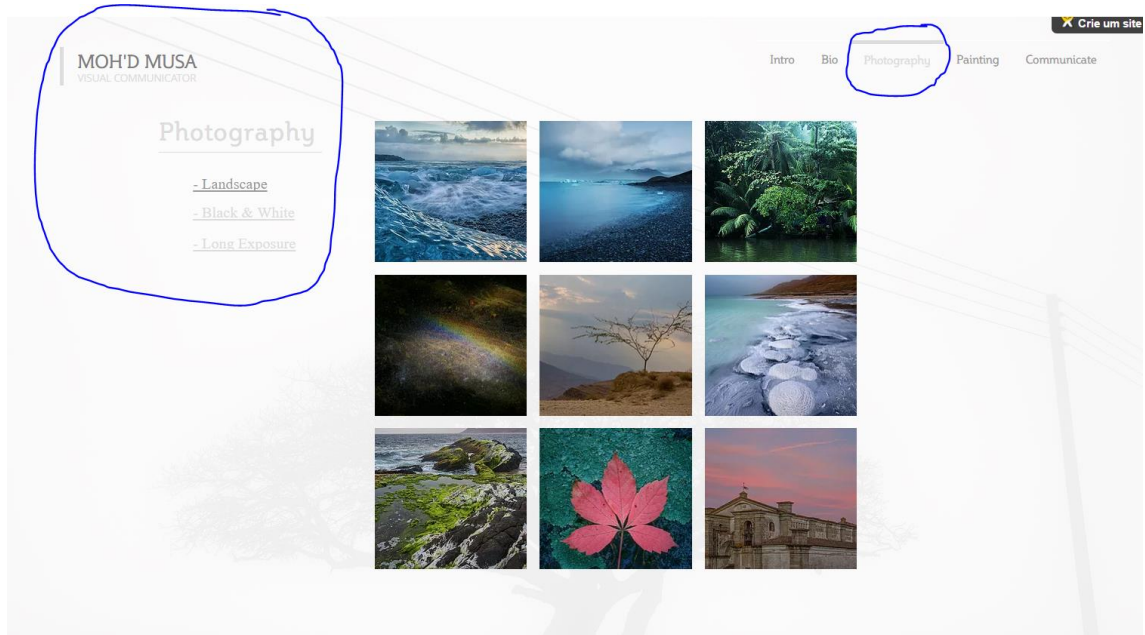 Crie um site
MOH'D MUSA
VISUAL COMMUNICATOR
Intro Bio Photography Painting Communicate
Photography
- Landscape
- Black & White
- Long Exposure